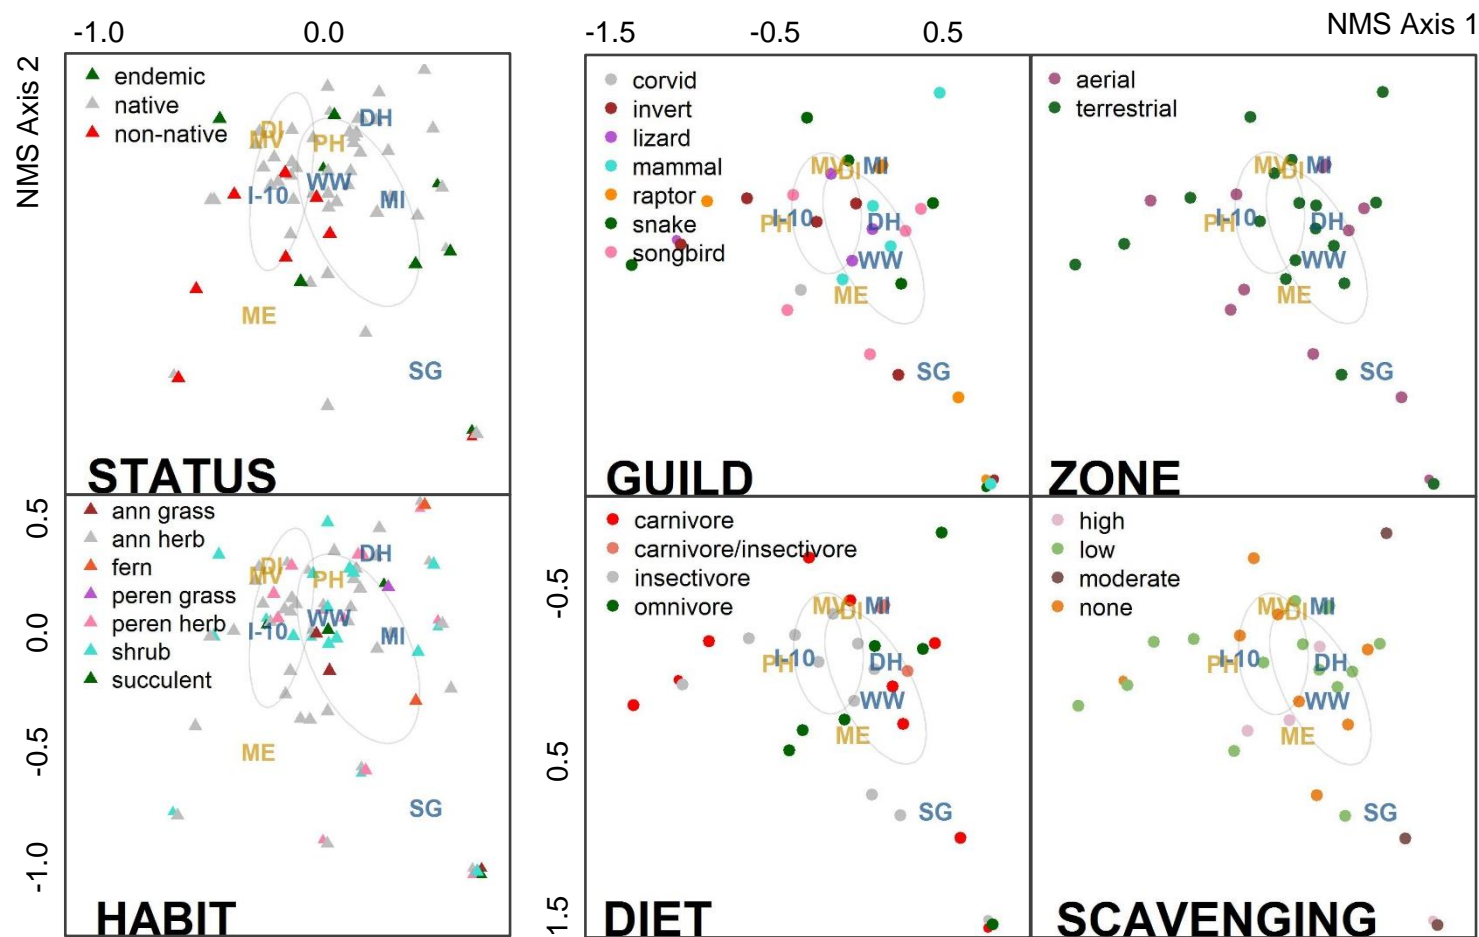 -1.0 0.0 -1.5 -0.5 0.5 NMS Axis 1
NMS Axis 2
endemic
native
non-native
DI
MV
PH
DH
WW
I-10
MI
ME
SG
STATUS
corvid
invert
lizard
mammal
raptor
snake
songbird
MV
DI
MI
PH
I-10
DH
WW
ME
SG
GUILD
aerial
terrestrial
MV
DI
MI
PH
I-10
DH
WW
ME
SG
ZONE
0.5
0.0
-0.5
-1.0
ann grass
ann herb
fern
peren grass
peren herb
shrub
succulent
DI
MV
PH
DH
WW
I-10
MI
ME
SG
HABIT
-0.5
0.5
1.5
carnivore
carnivore/insectivore
insectivore
omnivore
MV
DI
MI
PH
I-10
DH
WW
ME
SG
DIET
high
low
moderate
none
MV
DI
MI
PH
I-10
DH
WW
ME
SG
SCAVENGING